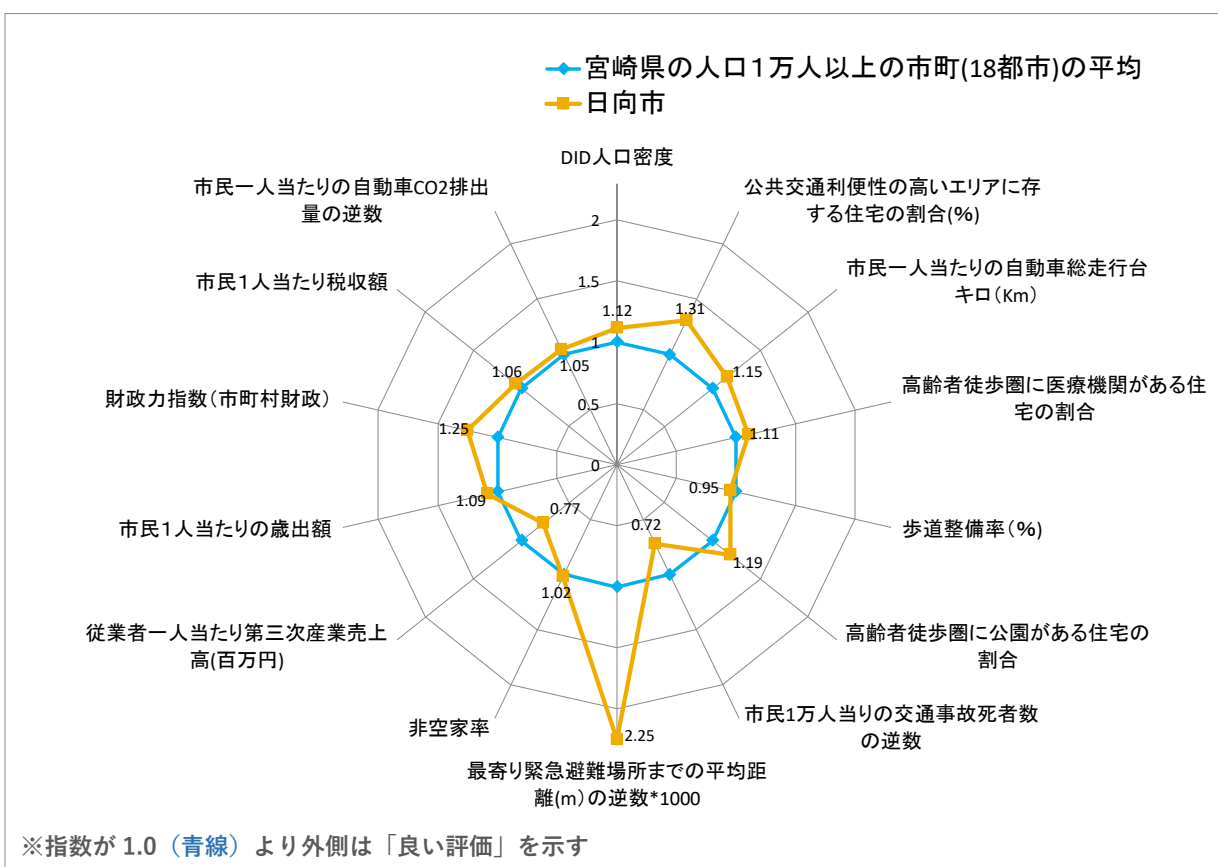 宮崎県の人口1万人以上の市町(18都市)の平均
日向市
DID人口密度
公共交通利便性の高いエリアに存
する住宅の割合(%)
市民一人当たりの自動車総走行台
キロ(Km)
高齢者徒歩圏に医療機関がある住
宅の割合
歩道整備率(%)
高齢者徒歩圏に公園がある住宅の
割合
市民1万人当りの交通事故死者数
の逆数
最寄り緊急避難場所までの平均距
離(m)の逆数*1000
非空家率
従業者一人当たり第三次産業売上
高(百万円)
市民1人当たりの歳出額
財政力指数(市町村財政)
市民1人当たり税収額
市民一人当たりの自動車CO2排出
量の逆数
2
1.5
1
0.5
0
1.12
1.31
1.15
1.11
0.95
1.19
0.72
2.25
1.02
0.77
1.09
1.25
1.06
1.05
※指数が 1.0(青線)より外側は「良い評価」を示す